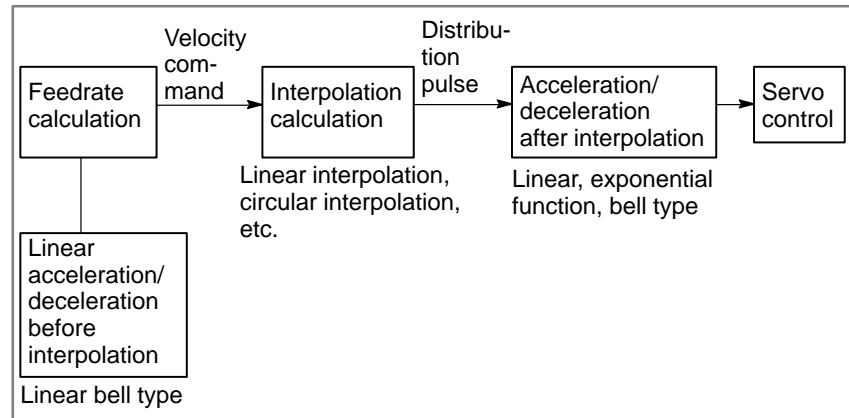 Velocity
com-
mand
Distribu-
tion
pulse
Feedrate
calculation
Interpolation
calculation
Acceleration/
deceleration
after interpolation
Servo
control
Linear interpolation,
circular interpolation,
etc.
Linear, exponential
function, bell type
Linear
acceleration/
deceleration
before
interpolation
Linear bell type